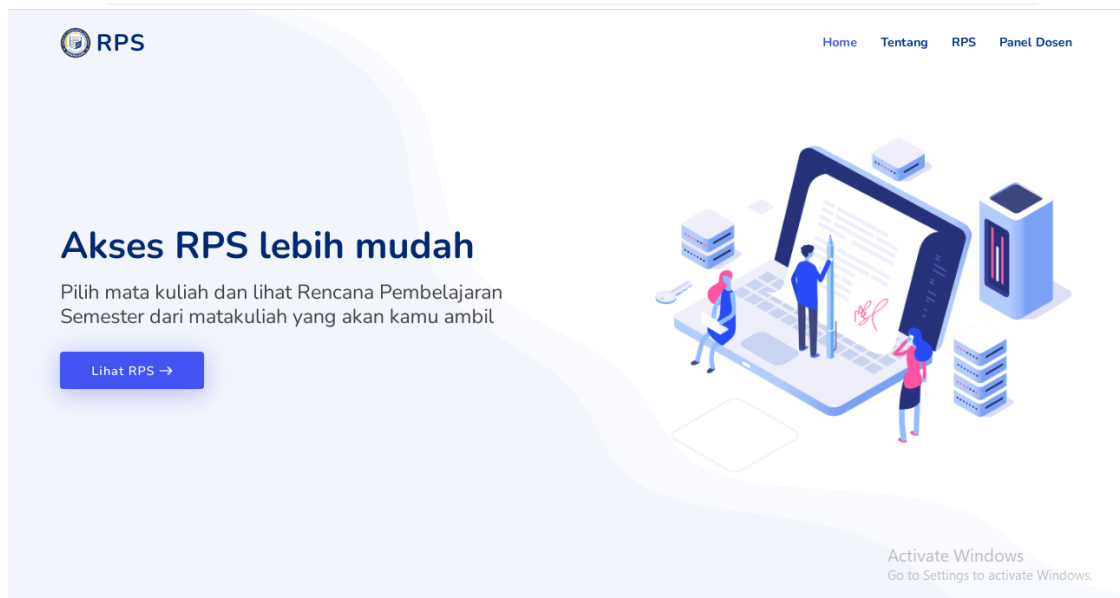 RPS
Home Tentang RPS Panel Dosen
Akses RPS lebih mudah
Pilih mata kuliah dan lihat Rencana Pembelajaran
Semester dari matakuliah yang akan kamu ambil
Lihat RPS →
Activate Windows
Go to Settings to activate Windows.